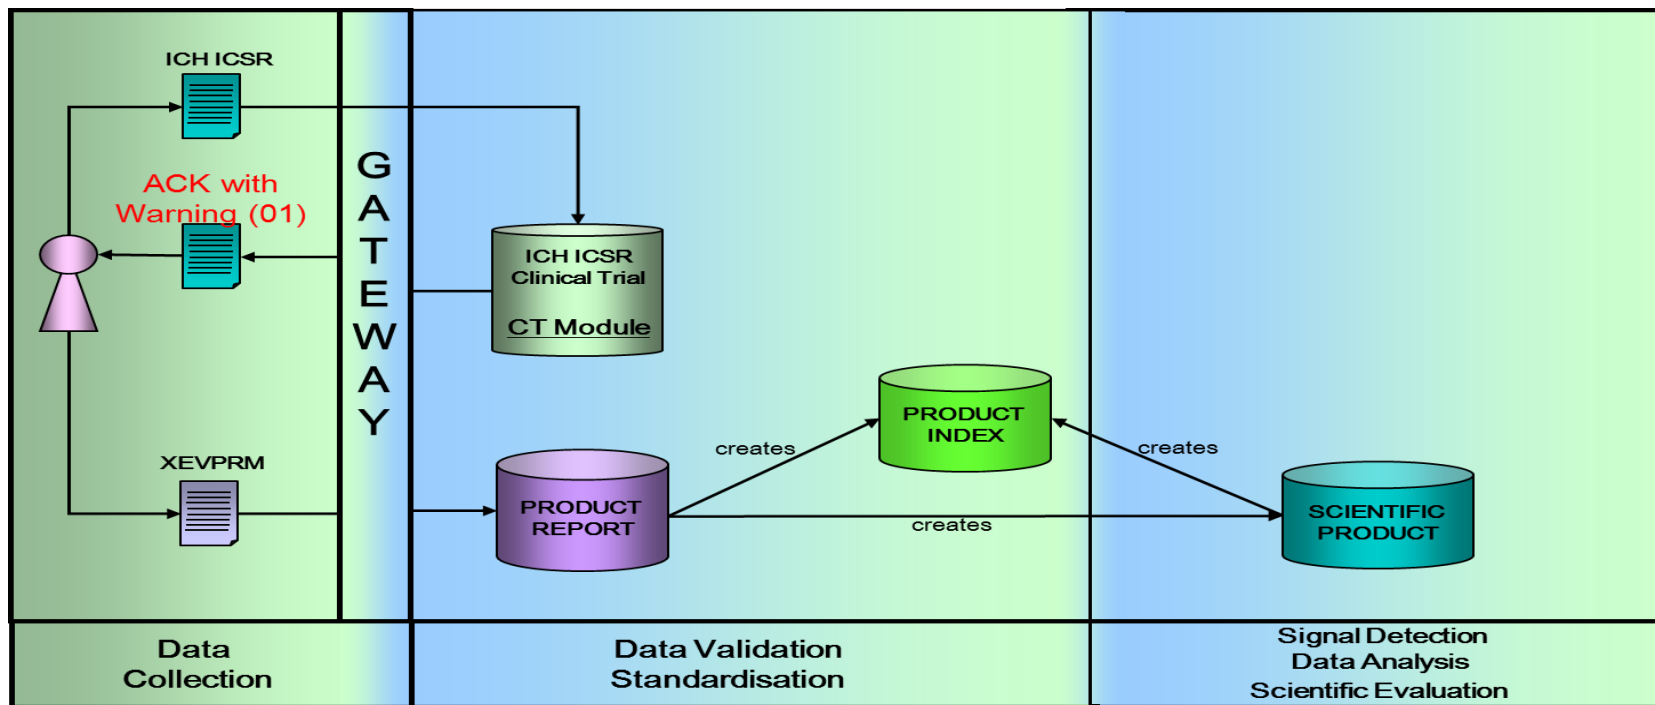 ICH ICSR
ACK with
Warning (01)
G
A
T
E
W
A
Y
ICH ICSR
Clinical Trial
CT Module
PRODUCT
INDEX
creates
creates
XEVPRM
PRODUCT
REPORT
creates
SCIENTIFIC
PRODUCT
Data
Collection
Data Validation
Standardisation
Signal Detection
Data Analysis
Scientific Evaluation